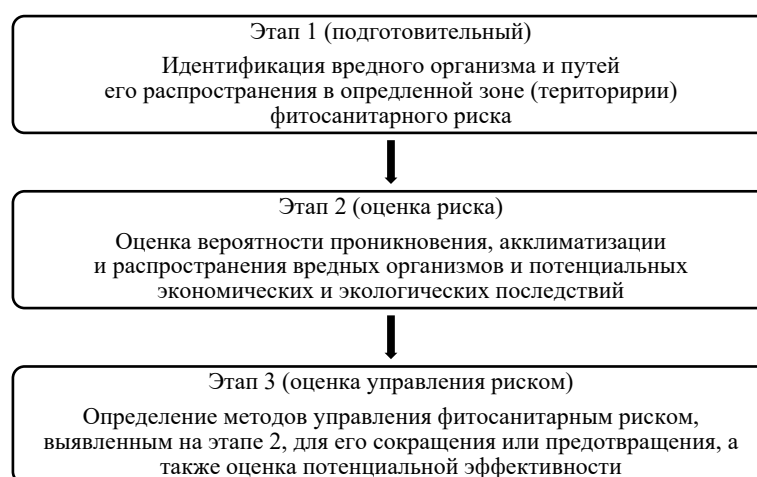 Этап 1 (подготовительный)
Идентификация вредного организма и путей
его распространения в опредленной зоне (територирии)
фитосанитарного риска
Этап 2 (оценка риска)
Оценка вероятности проникновения, акклиматизации
и распространения вредных организмов и потенциальных
экономических и экологических последствий
Этап 3 (оценка управления риском)
Определение методов управления фитосанитарным риском,
выявленным на этапе 2, для его сокращения или предотвращения, а
также оценка потенциальной эффективности